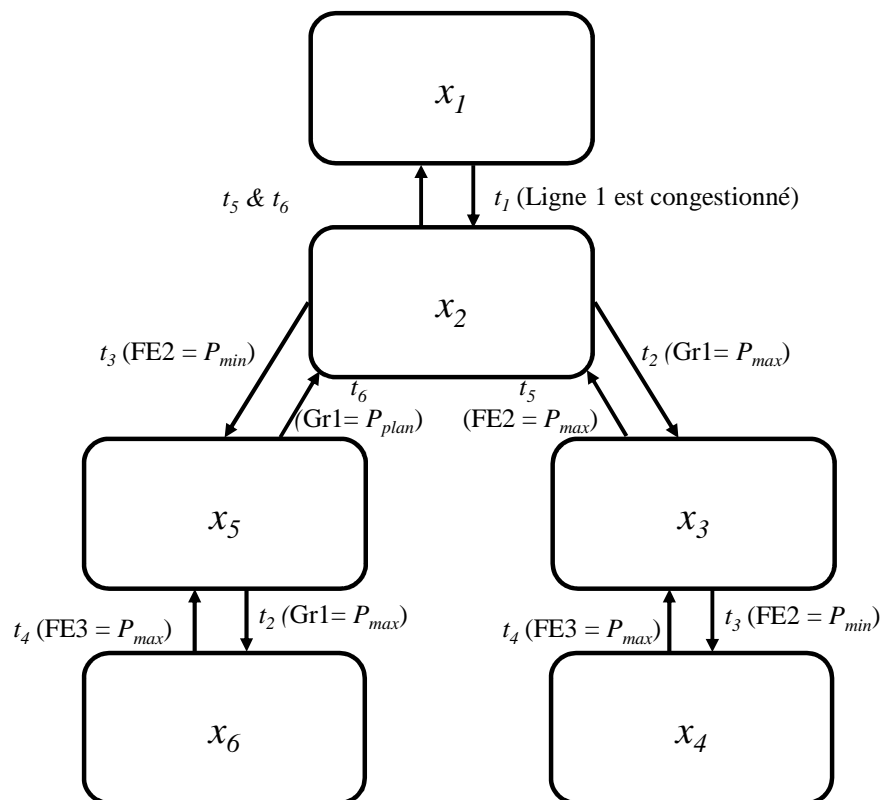 x1
t5 & t6
t1 (Ligne 1 est congestionné)
x2
t3 (FE2 = Pmin)
t2 (Gr1= Pmax)
t6
(Gr1= Pplan)
t5
(FE2 = Pmax)
x5
x3
t4 (FE3 = Pmax)
t2 (Gr1= Pmax)
t4 (FE3 = Pmax)
t3 (FE2 = Pmin)
x6
x4